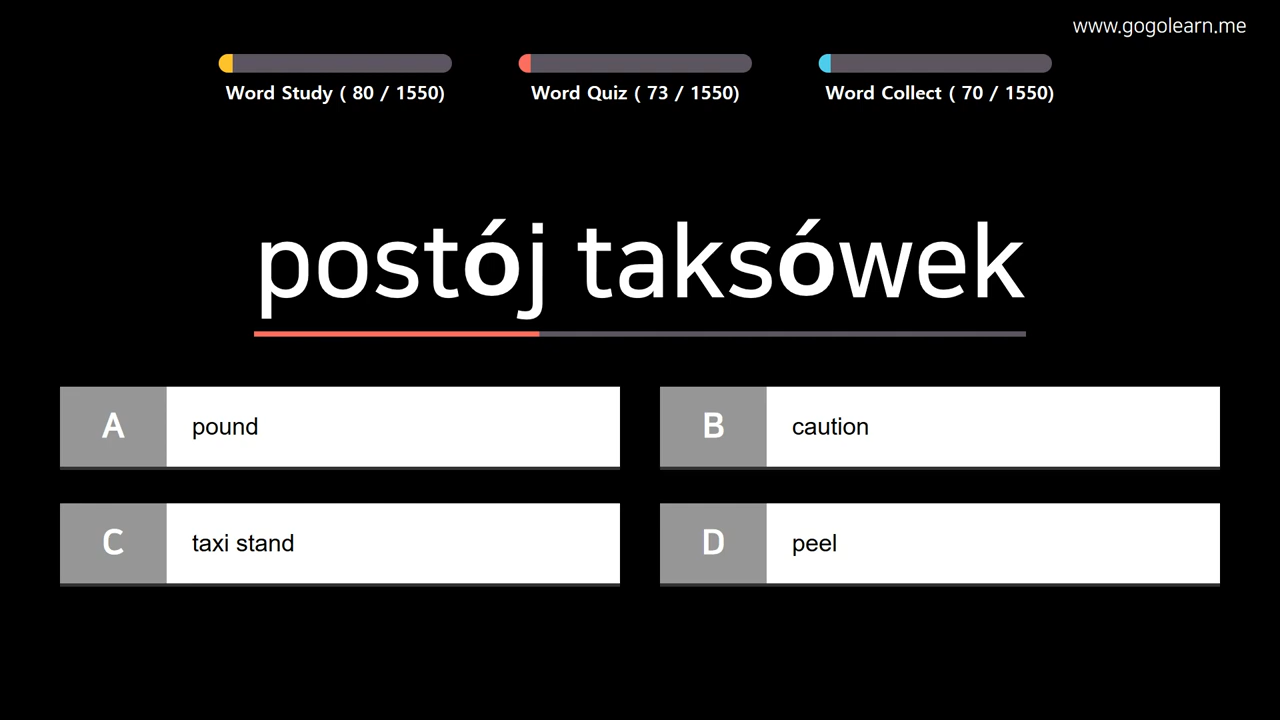 www.gogolearn.me
Word Study ( 80 / 1550)
Word Quiz ( 73 / 1550)
Word Collect ( 70 / 1550)
postój taksówek
A pound
B caution
C taxi stand
D peel